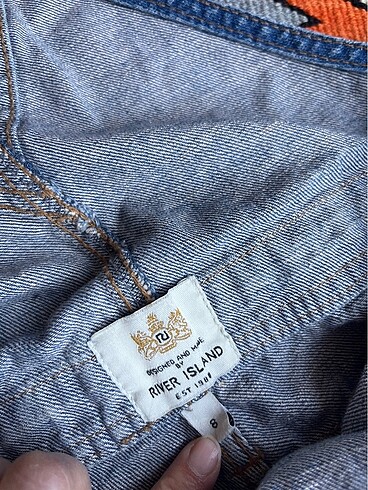 RI
DESIGNED AND MADE
BY
RIVER ISLAND
EST 1988
8